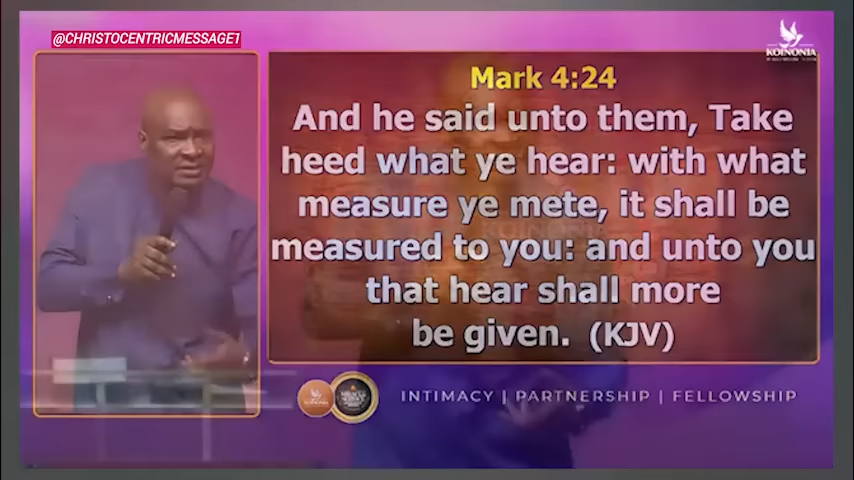 @CHRISTOCENTRICMESSAGE1
KOINONIA
Mark 4:24
And he said unto them, Take
heed what ye hear: with what
measure ye mete, it shall be
measured to you: and unto you
that hear shall more
be given. (KJV)
KOINONIA
INTIMACY | PARTNERSHIP | FELLOWSHIP